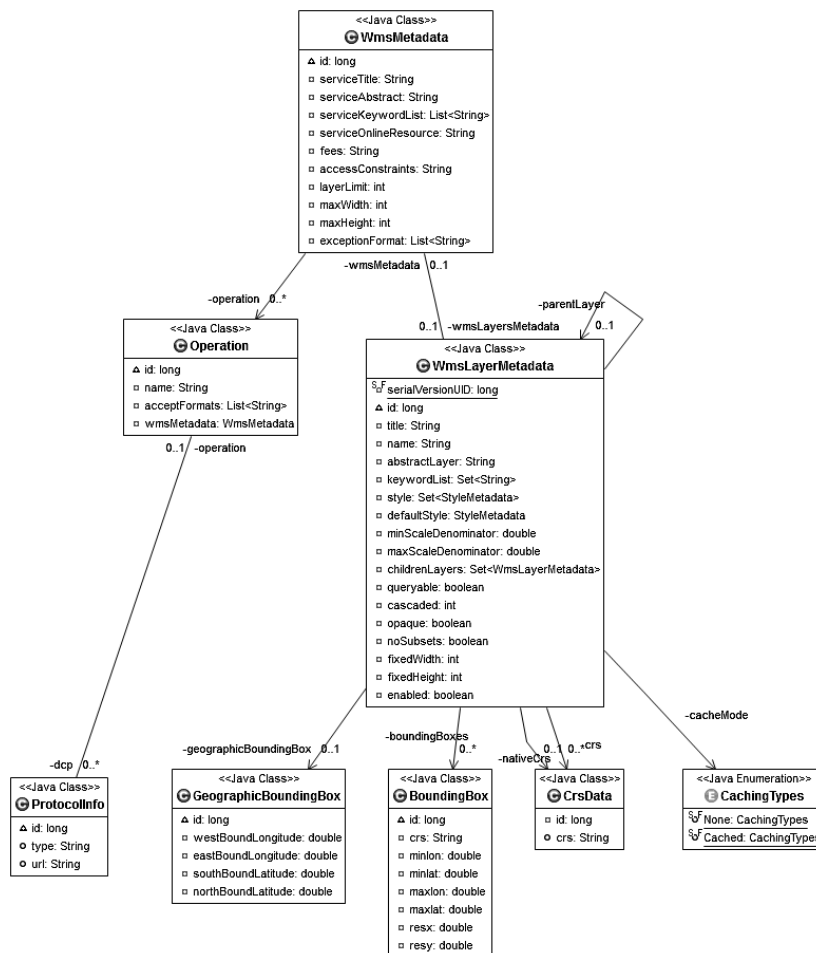 <<Java Class>>
WmsMetadata
id: long
serviceTitle: String
serviceAbstract: String
serviceKeywordList: List<String>
serviceOnlineResource: String
fees: String
accessConstraints: String
layerLimit: int
maxWidth: int
maxHeight: int
exceptionFormat: List<String>
-wmsMetadata 0..1
-operation 0..*
-parentLayer
0..1
0..1 -wmsLayersMetadata
<<Java Class>>
Operation
id: long
name: String
acceptFormats: List<String>
wmsMetadata: WmsMetadata
0..1 -operation
<<Java Class>>
WmsLayerMetadata
serialVersionUID: long
id: long
title: String
name: String
abstractLayer: String
keywordList: Set<String>
style: Set<StyleMetadata>
defaultStyle: StyleMetadata
minScaleDenominator: double
maxScaleDenominator: double
childrenLayers: Set<WmsLayerMetadata>
queryable: boolean
cascaded: int
opaque: boolean
noSubsets: boolean
fixedWidth: int
fixedHeight: int
enabled: boolean
-cacheMode
-geographicBoundingBox 0..1
-boundingBoxes
0..*
-nativeCrs
0..1
0..*
crs
-dcp 0..*
<<Java Class>>
ProtocolInfo
id: long
type: String
url: String
<<Java Class>>
GeographicBoundingBox
id: long
westBoundLongitude: double
eastBoundLongitude: double
southBoundLatitude: double
northBoundLatitude: double
<<Java Class>>
BoundingBox
id: long
crs: String
minlon: double
minlat: double
maxlon: double
maxlat: double
resx: double
resy: double
<<Java Class>>
CrsData
id: long
crs: String
<<Java Enumeration>>
CachingTypes
None: CachingTypes
Cached: CachingTypes